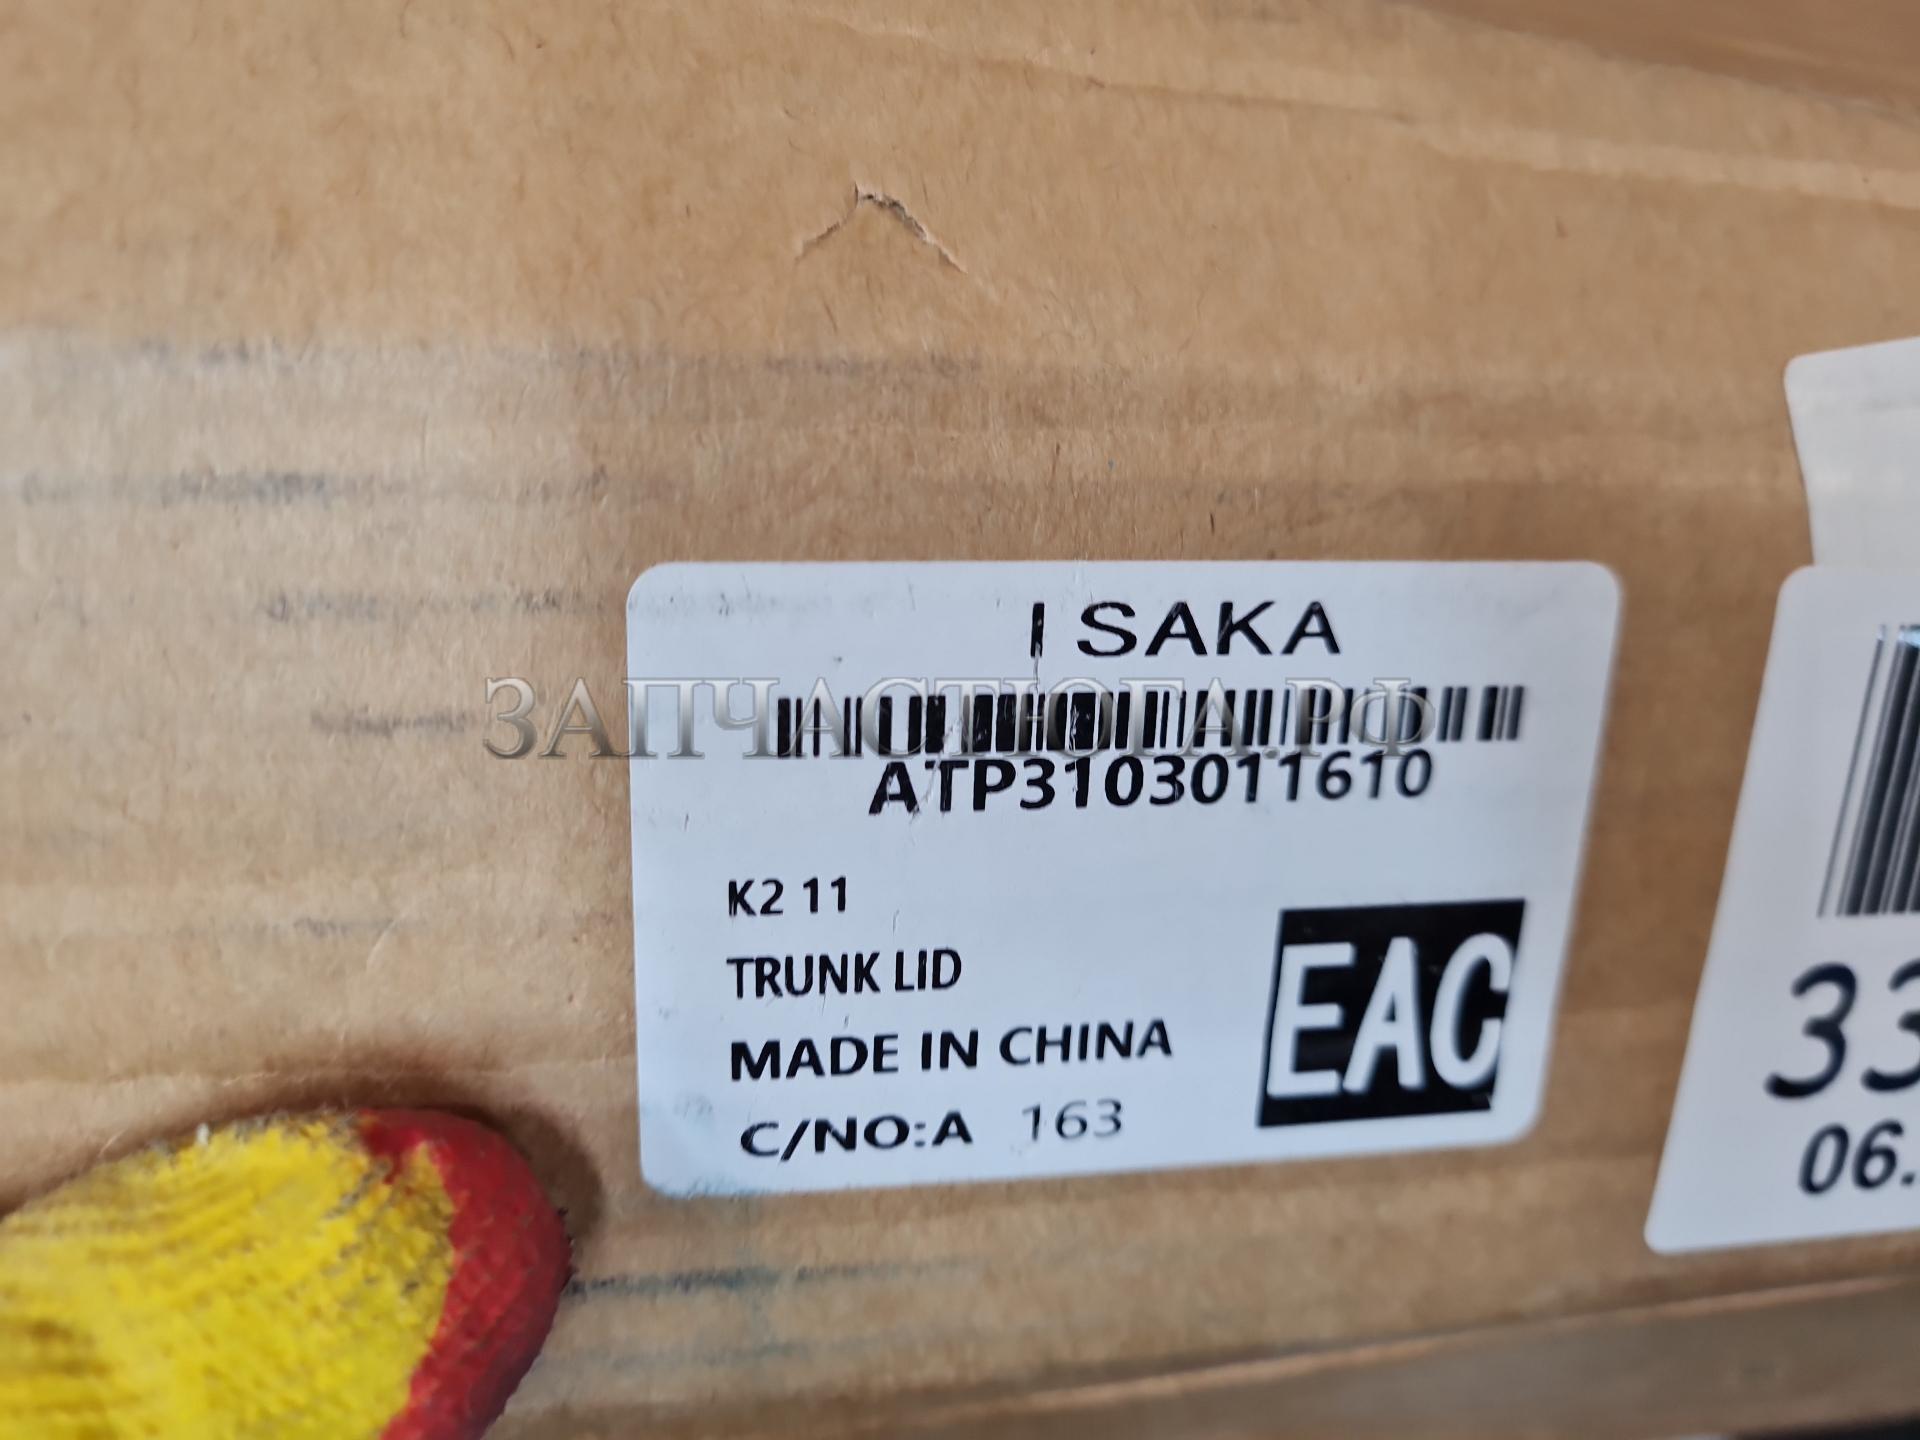 I SAKA
ЗАПЧАСТЮГА.РФ
ATP3103011610
K2 11
TRUNK LID
MADE IN CHINA
C/NO:A 163
EAC
33
06.